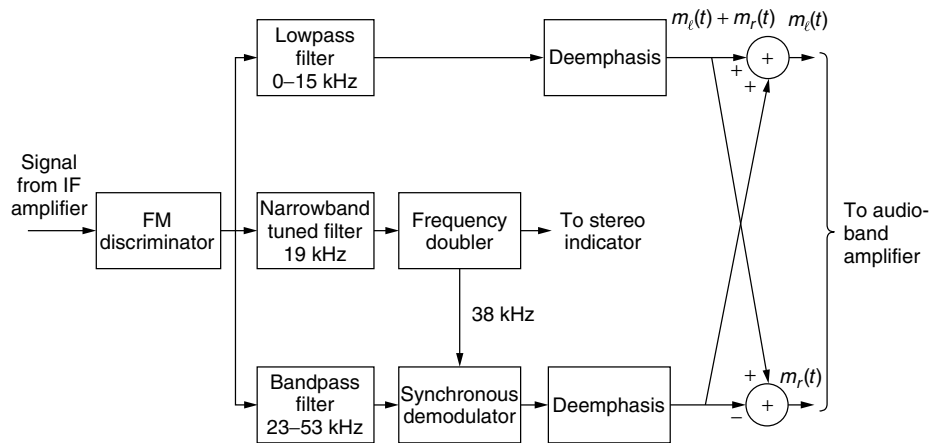 mℓ(t) + mr(t)
mℓ(t)
Lowpass
filter
0–15 kHz
Deemphasis
+
+
+
Signal
from IF
amplifier
FM
discriminator
Narrowband
tuned filter
19 kHz
Frequency
doubler
To stereo
indicator
To audio-
band
amplifier
38 kHz
Bandpass
filter
23–53 kHz
Synchronous
demodulator
Deemphasis
+
–
+
mr(t)